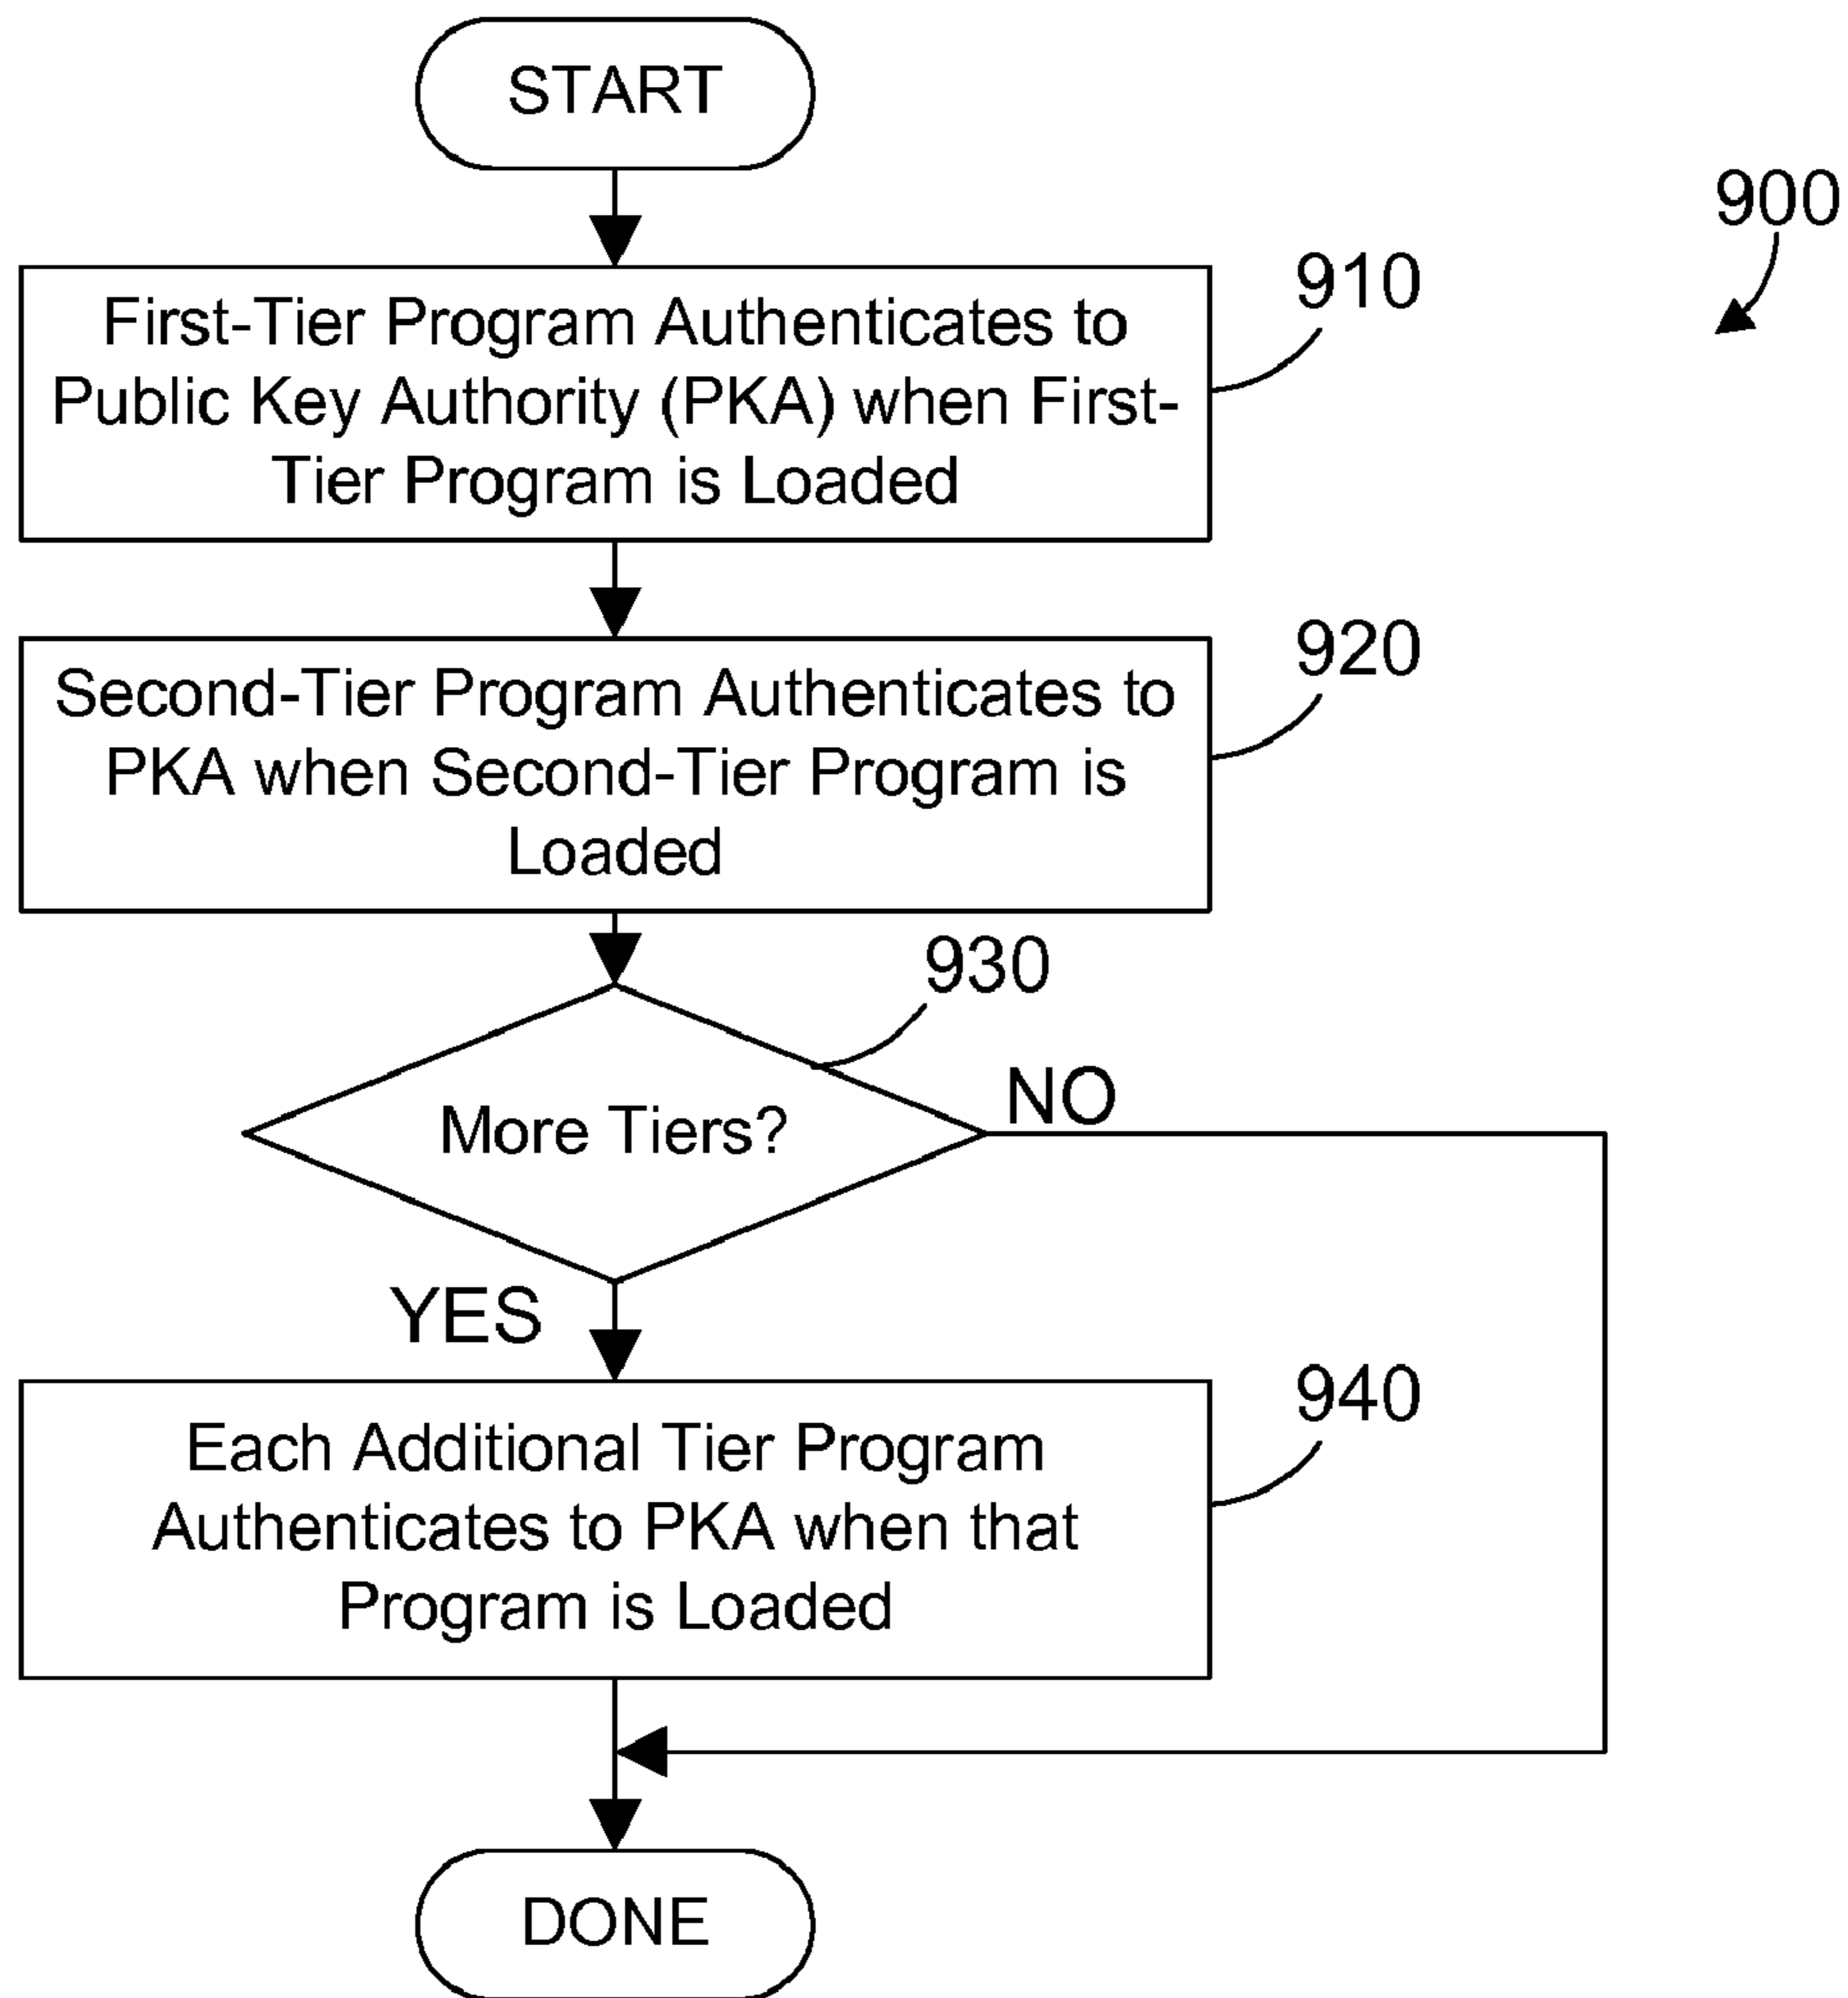 START
900
910
First-Tier Program Authenticates to
Public Key Authority (PKA) when First-
Tier Program is Loaded
920
Second-Tier Program Authenticates to
PKA when Second-Tier Program is
Loaded
930
NO
More Tiers?
YES
940
Each Additional Tier Program
Authenticates to PKA when that
Program is Loaded
DONE